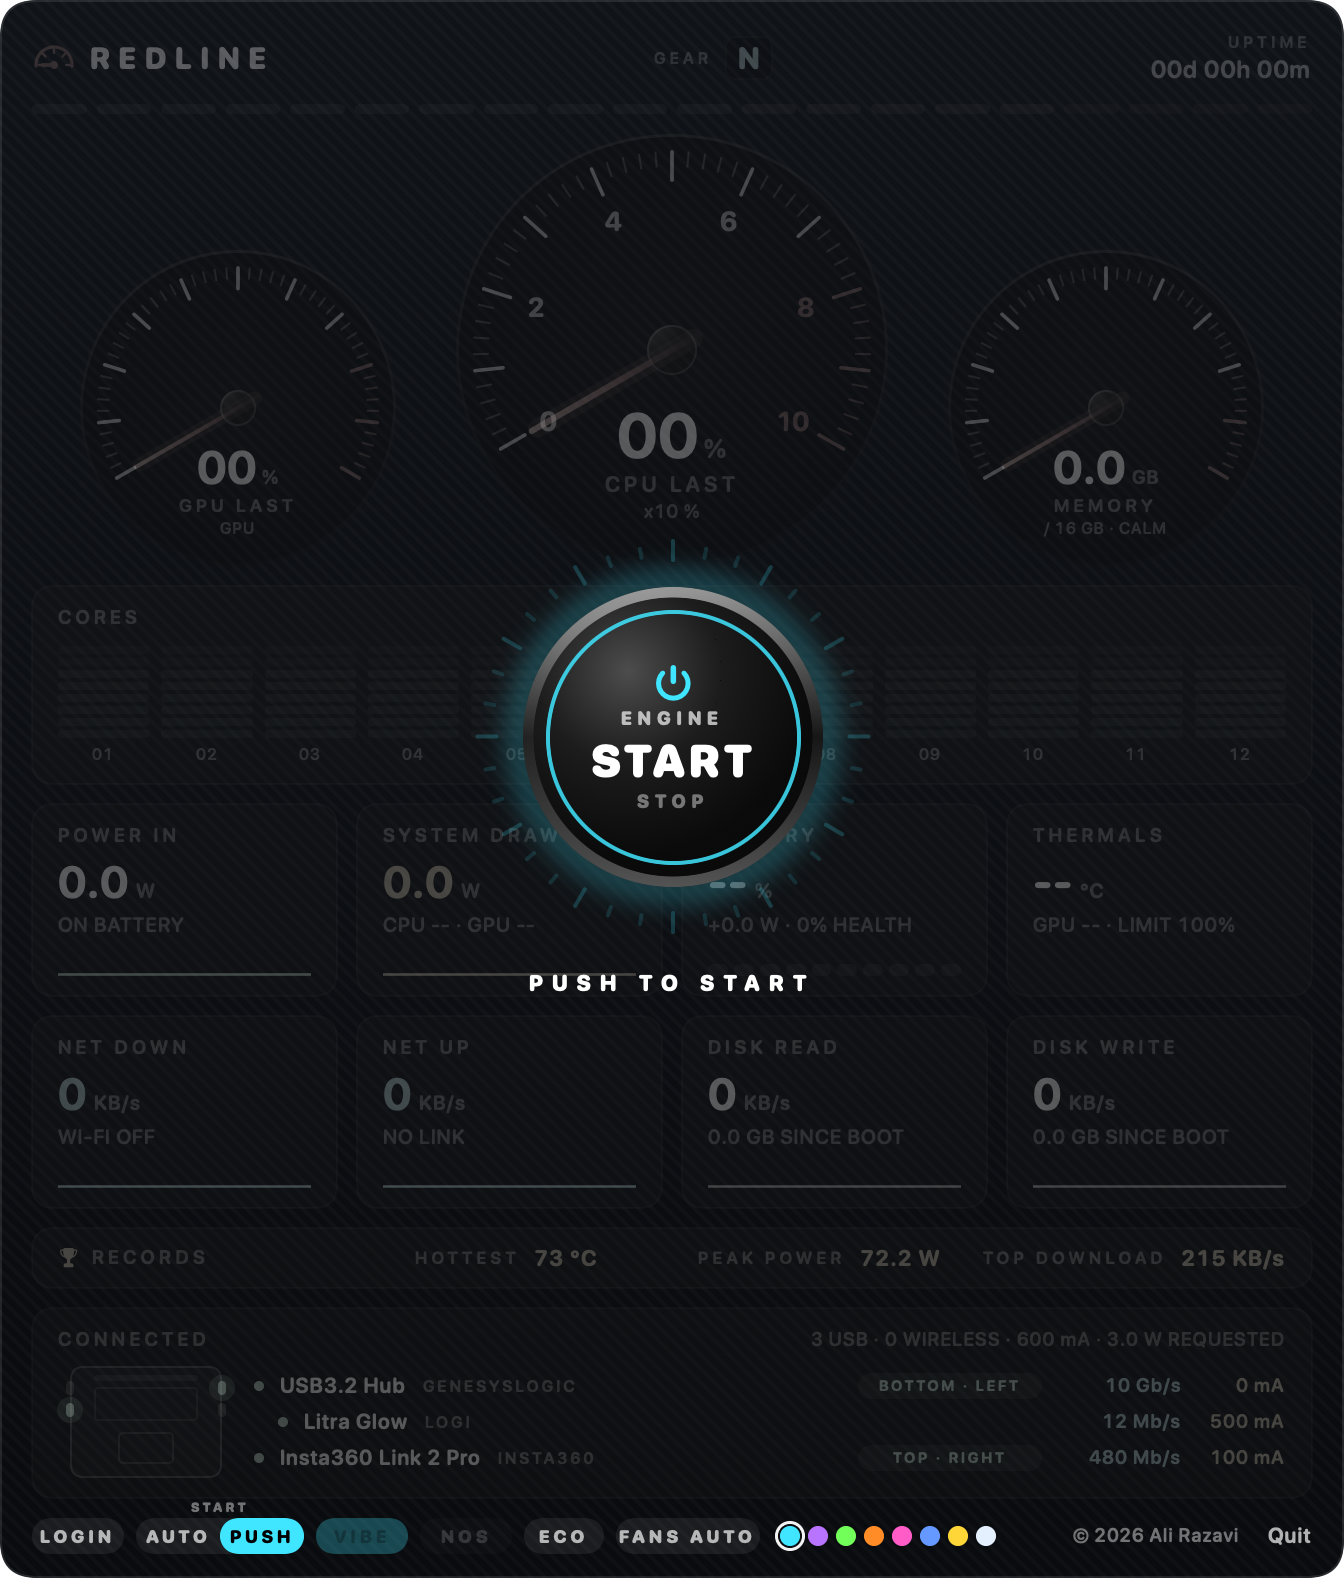 REDLINE
GEAR N
UPTIME
00d 00h 00m
0 2 4 6 8 10
00 %
GPU LAST
GPU
00 %
CPU LAST
x10 %
0.0 GB
MEMORY
/ 16 GB · CALM
CORES
01 02 03 04 05 08 09 10 11 12
ENGINE
START
STOP
PUSH TO START
POWER IN
0.0 W
ON BATTERY
SYSTEM DRAW
0.0 W
CPU -- · GPU --
RY
-- %
+0.0 W · 0% HEALTH
THERMALS
-- °C
GPU -- · LIMIT 100%
NET DOWN
0 KB/s
WI-FI OFF
NET UP
0 KB/s
NO LINK
DISK READ
0 KB/s
0.0 GB SINCE BOOT
DISK WRITE
0 KB/s
0.0 GB SINCE BOOT
RECORDS HOTTEST 73 °C PEAK POWER 72.2 W TOP DOWNLOAD 215 KB/s
CONNECTED 3 USB · 0 WIRELESS · 600 mA · 3.0 W REQUESTED
USB3.2 Hub GENESYSLOGIC BOTTOM · LEFT 10 Gb/s 0 mA
Litra Glow LOGI 12 Mb/s 500 mA
Insta360 Link 2 Pro INSTA360 TOP · RIGHT 480 Mb/s 100 mA
START
LOGIN AUTO PUSH VIBE NOS ECO FANS AUTO © 2026 Ali Razavi Quit